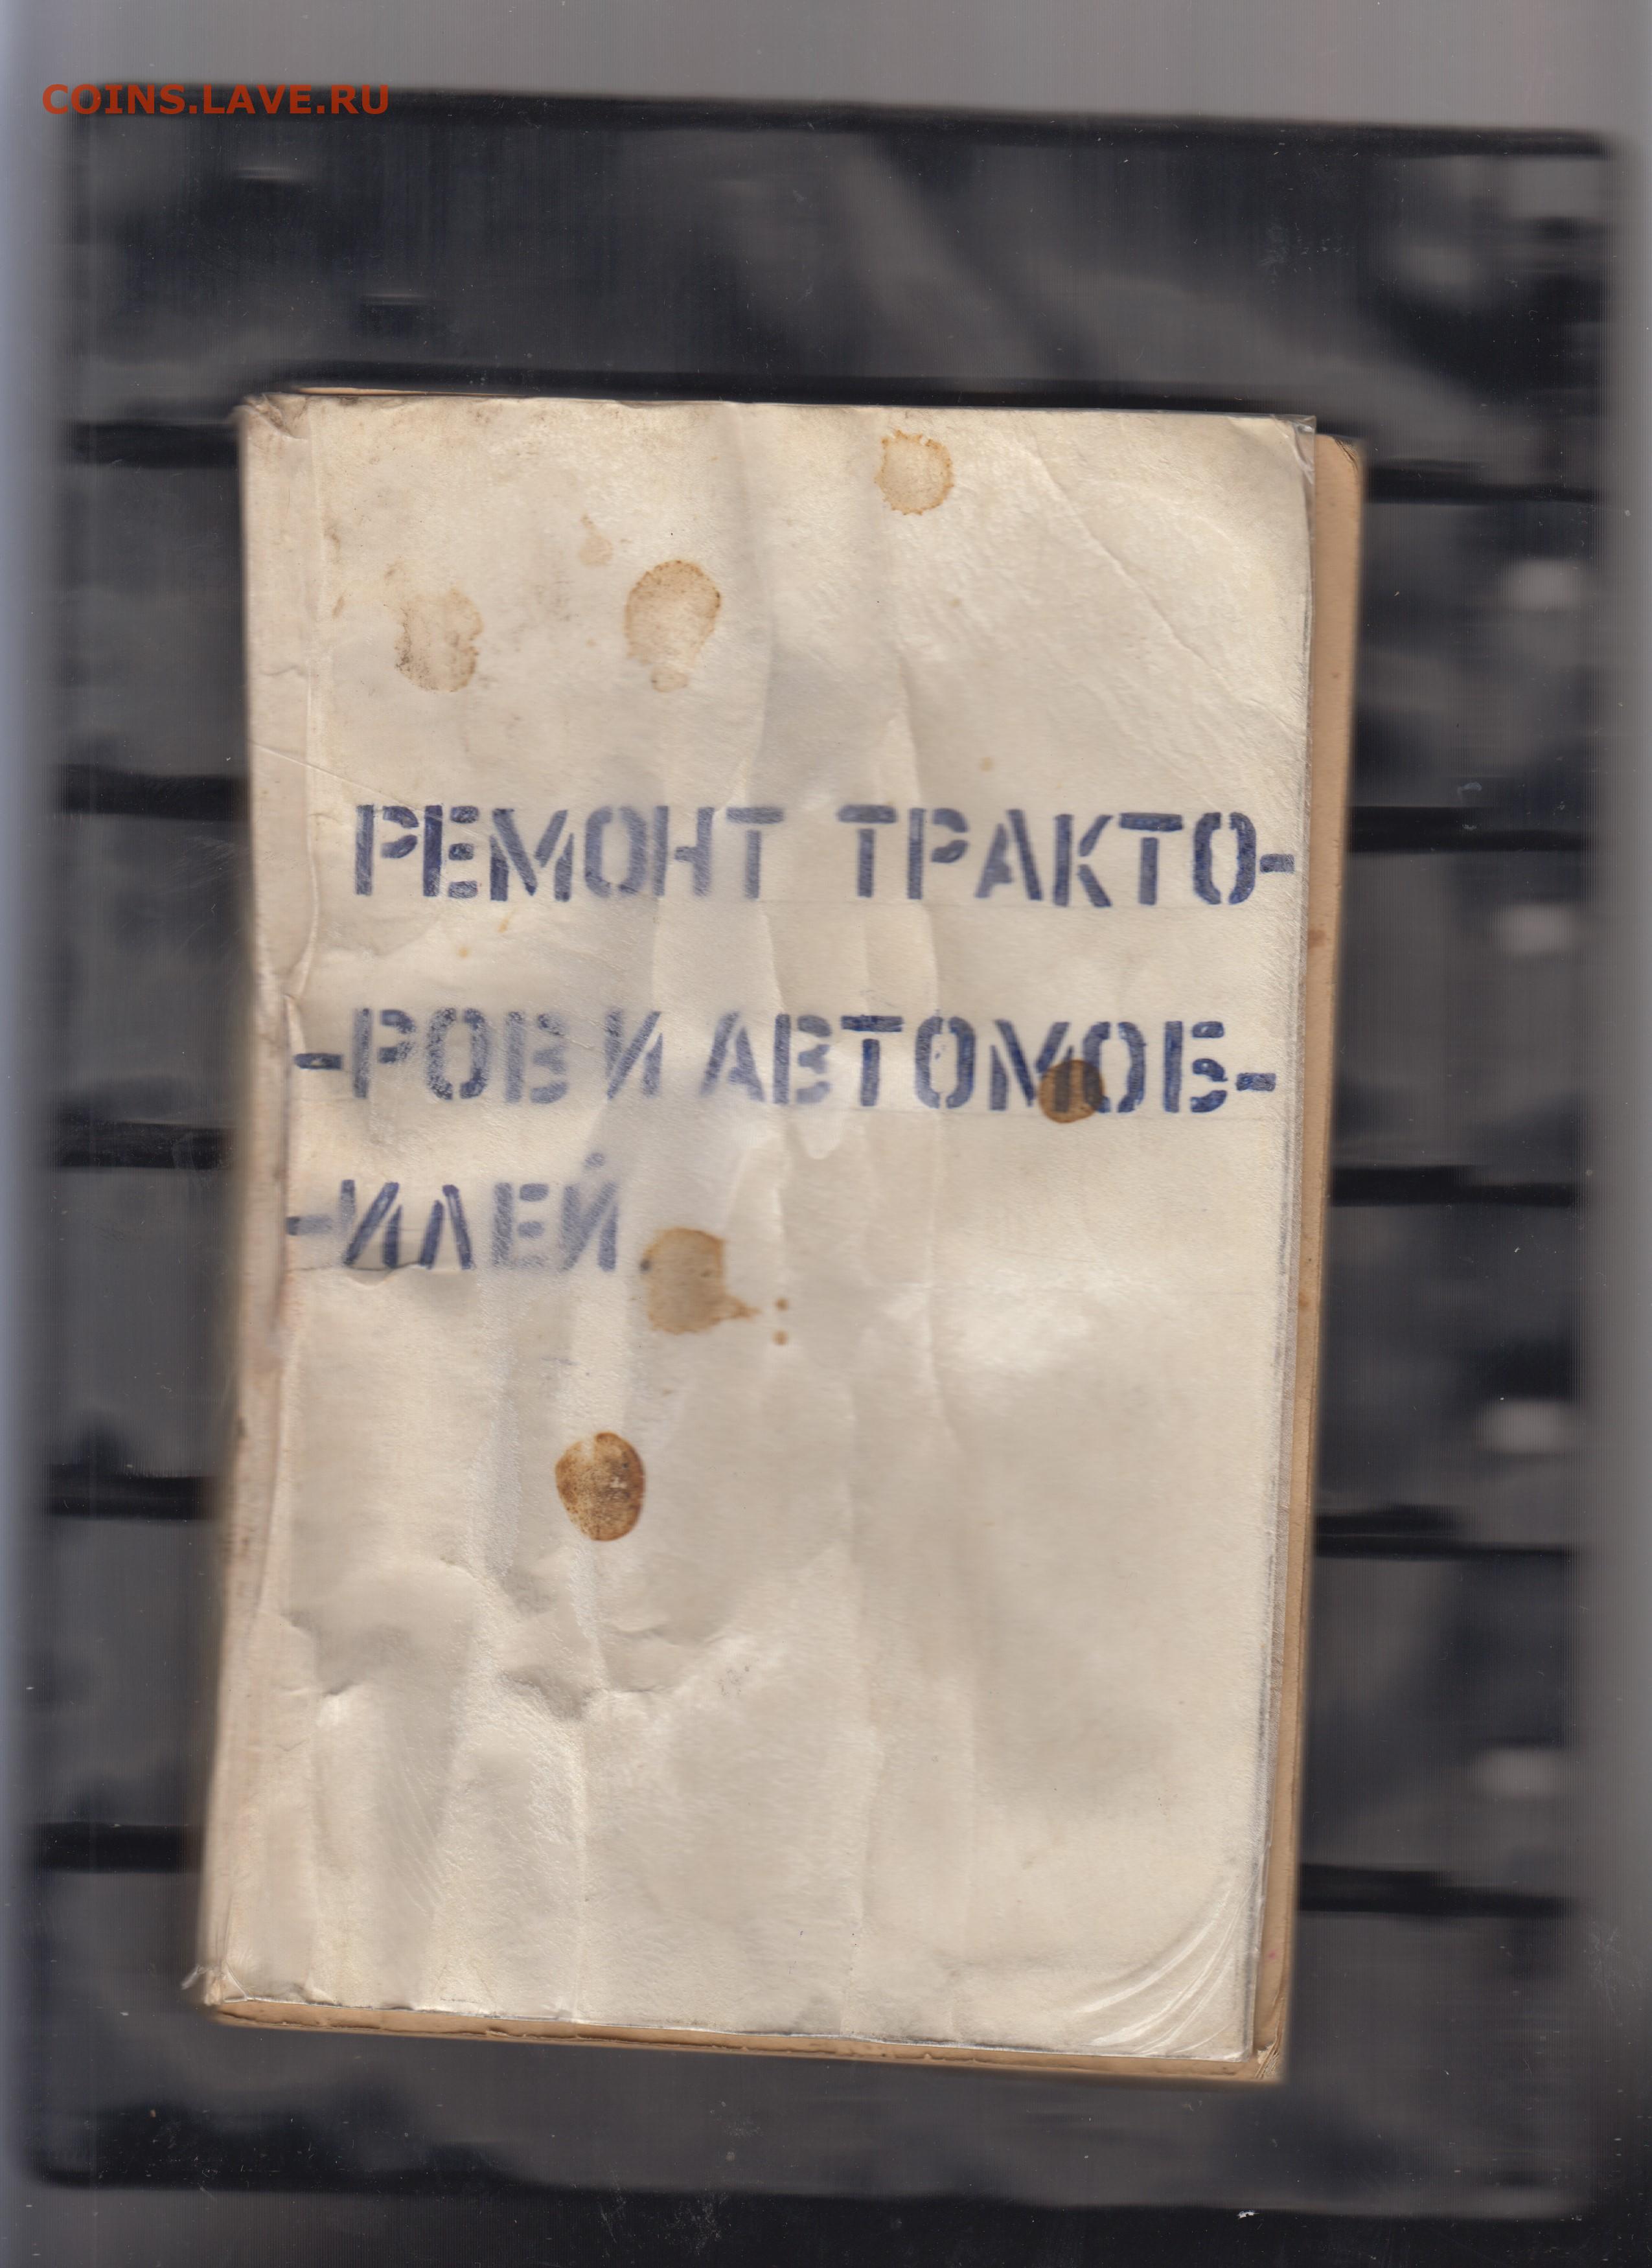 COINS.LAVE.RU
РЕМОНТ ТРАКТО-
-РОВ И АВТОМОБ-
-ИЛЕЙ